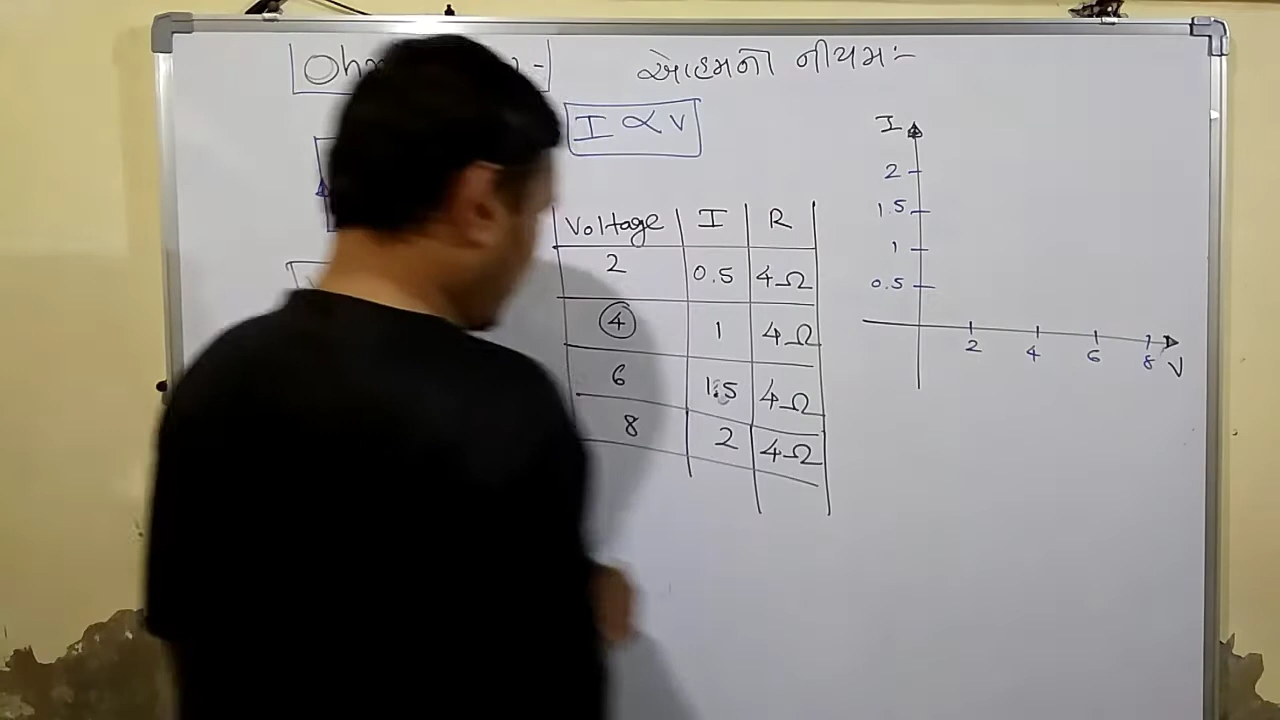 ઓહમનો નીયમ:-
I ∝ V
Voltage I R
2 0.5 4Ω
4 1 4Ω
6 1.5 4Ω
8 2 4Ω
I
2
1.5
1
0.5
2 4 6 8
V